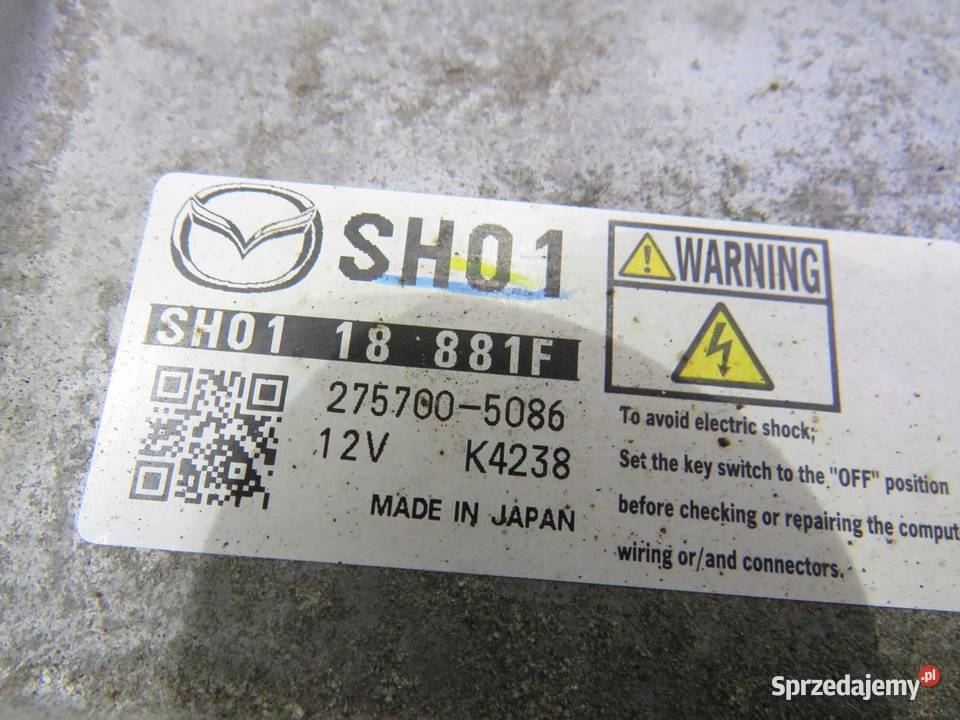 SH01
SH01 18 881F
275700-5086
12V K4238
MADE IN JAPAN
WARNING
To avoid electric shock,
Set the key switch to the "OFF" position
before checking or repairing the comput
wiring or/and connectors.
Sprzedajemy.pl